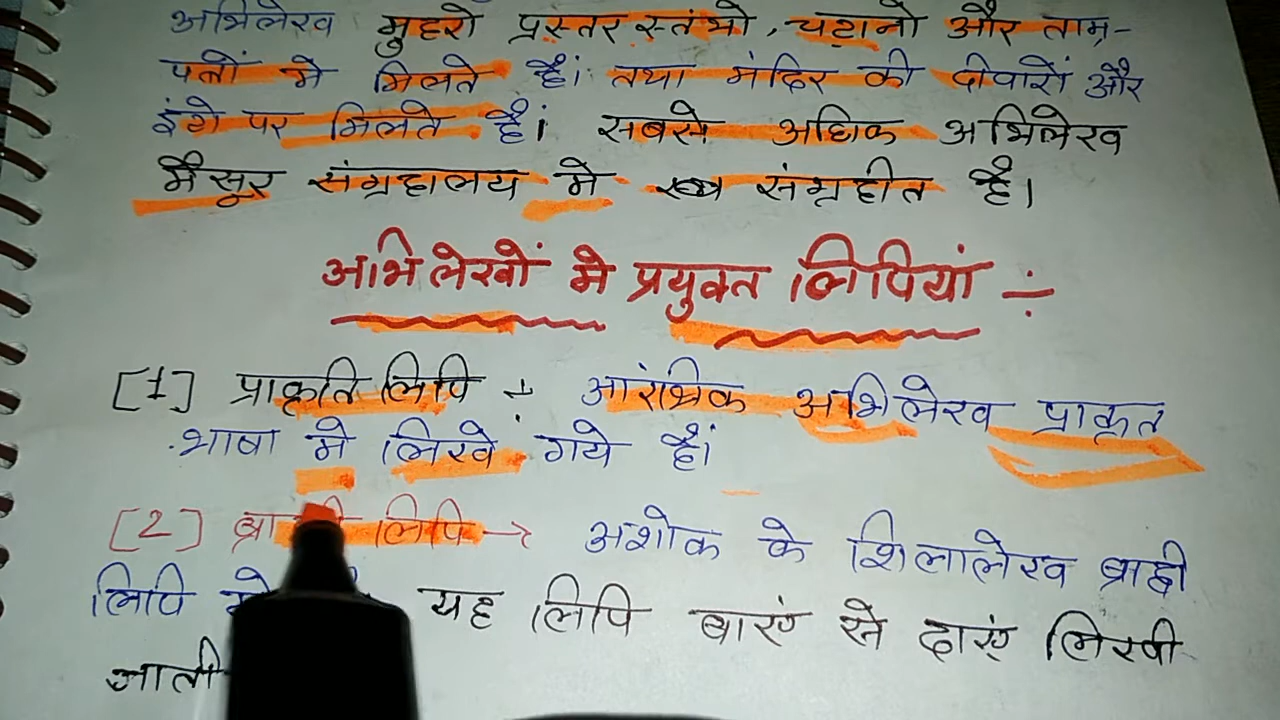 अभिलेख मुहरो प्रस्तर स्तंभो, चटानो और ताम्र-
पत्तों मे मिलते है। तथा मंदिर की दीवारों और
इंटो पर मिलते है। सबसे अधिक अभिलेख
मैसूर संग्रहालय मे संग्रहीत है।
अभिलेखों मे प्रयुक्त लिपियां :-
[1] प्राकृति लिपि :- आरंभिक अभिलेख प्राकृत
भाषा मे लिखे गये है।
[2] लिपि → अशोक के शिलालेख ब्राह्मी
लिपि यह लिपि बाएं से दाएं लिखी
जाती